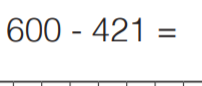 600 - 421 =